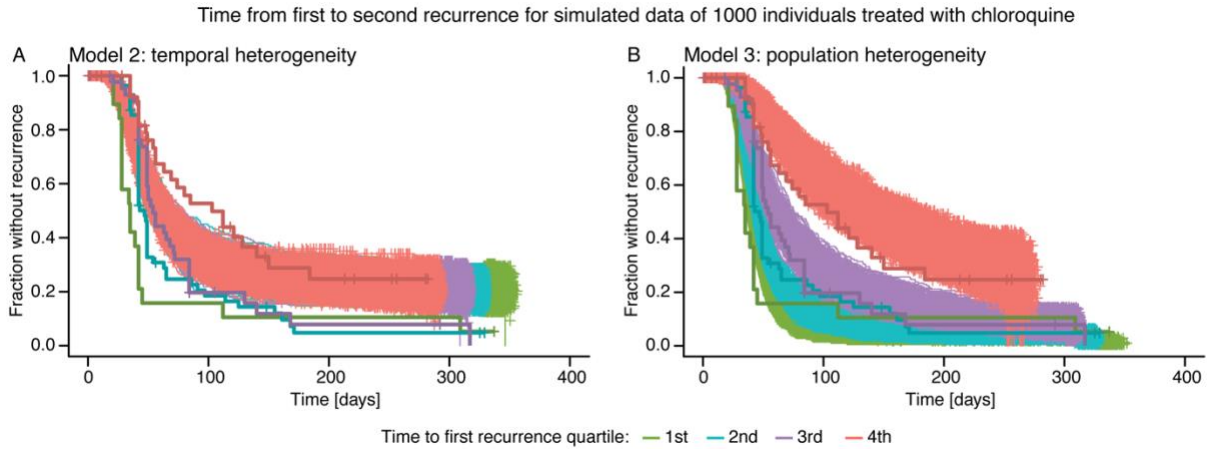 Time from first to second recurrence for simulated data of 1000 individuals treated with chloroquine
A Model 2: temporal heterogeneity
Fraction without recurrence
1.0
0.8
0.6
0.4
0.2
0.0
0 100 200 300 400
Time [days]
B Model 3: population heterogeneity
Fraction without recurrence
1.0
0.8
0.6
0.4
0.2
0.0
0 100 200 300 400
Time [days]
Time to first recurrence quartile: 1st 2nd 3rd 4th